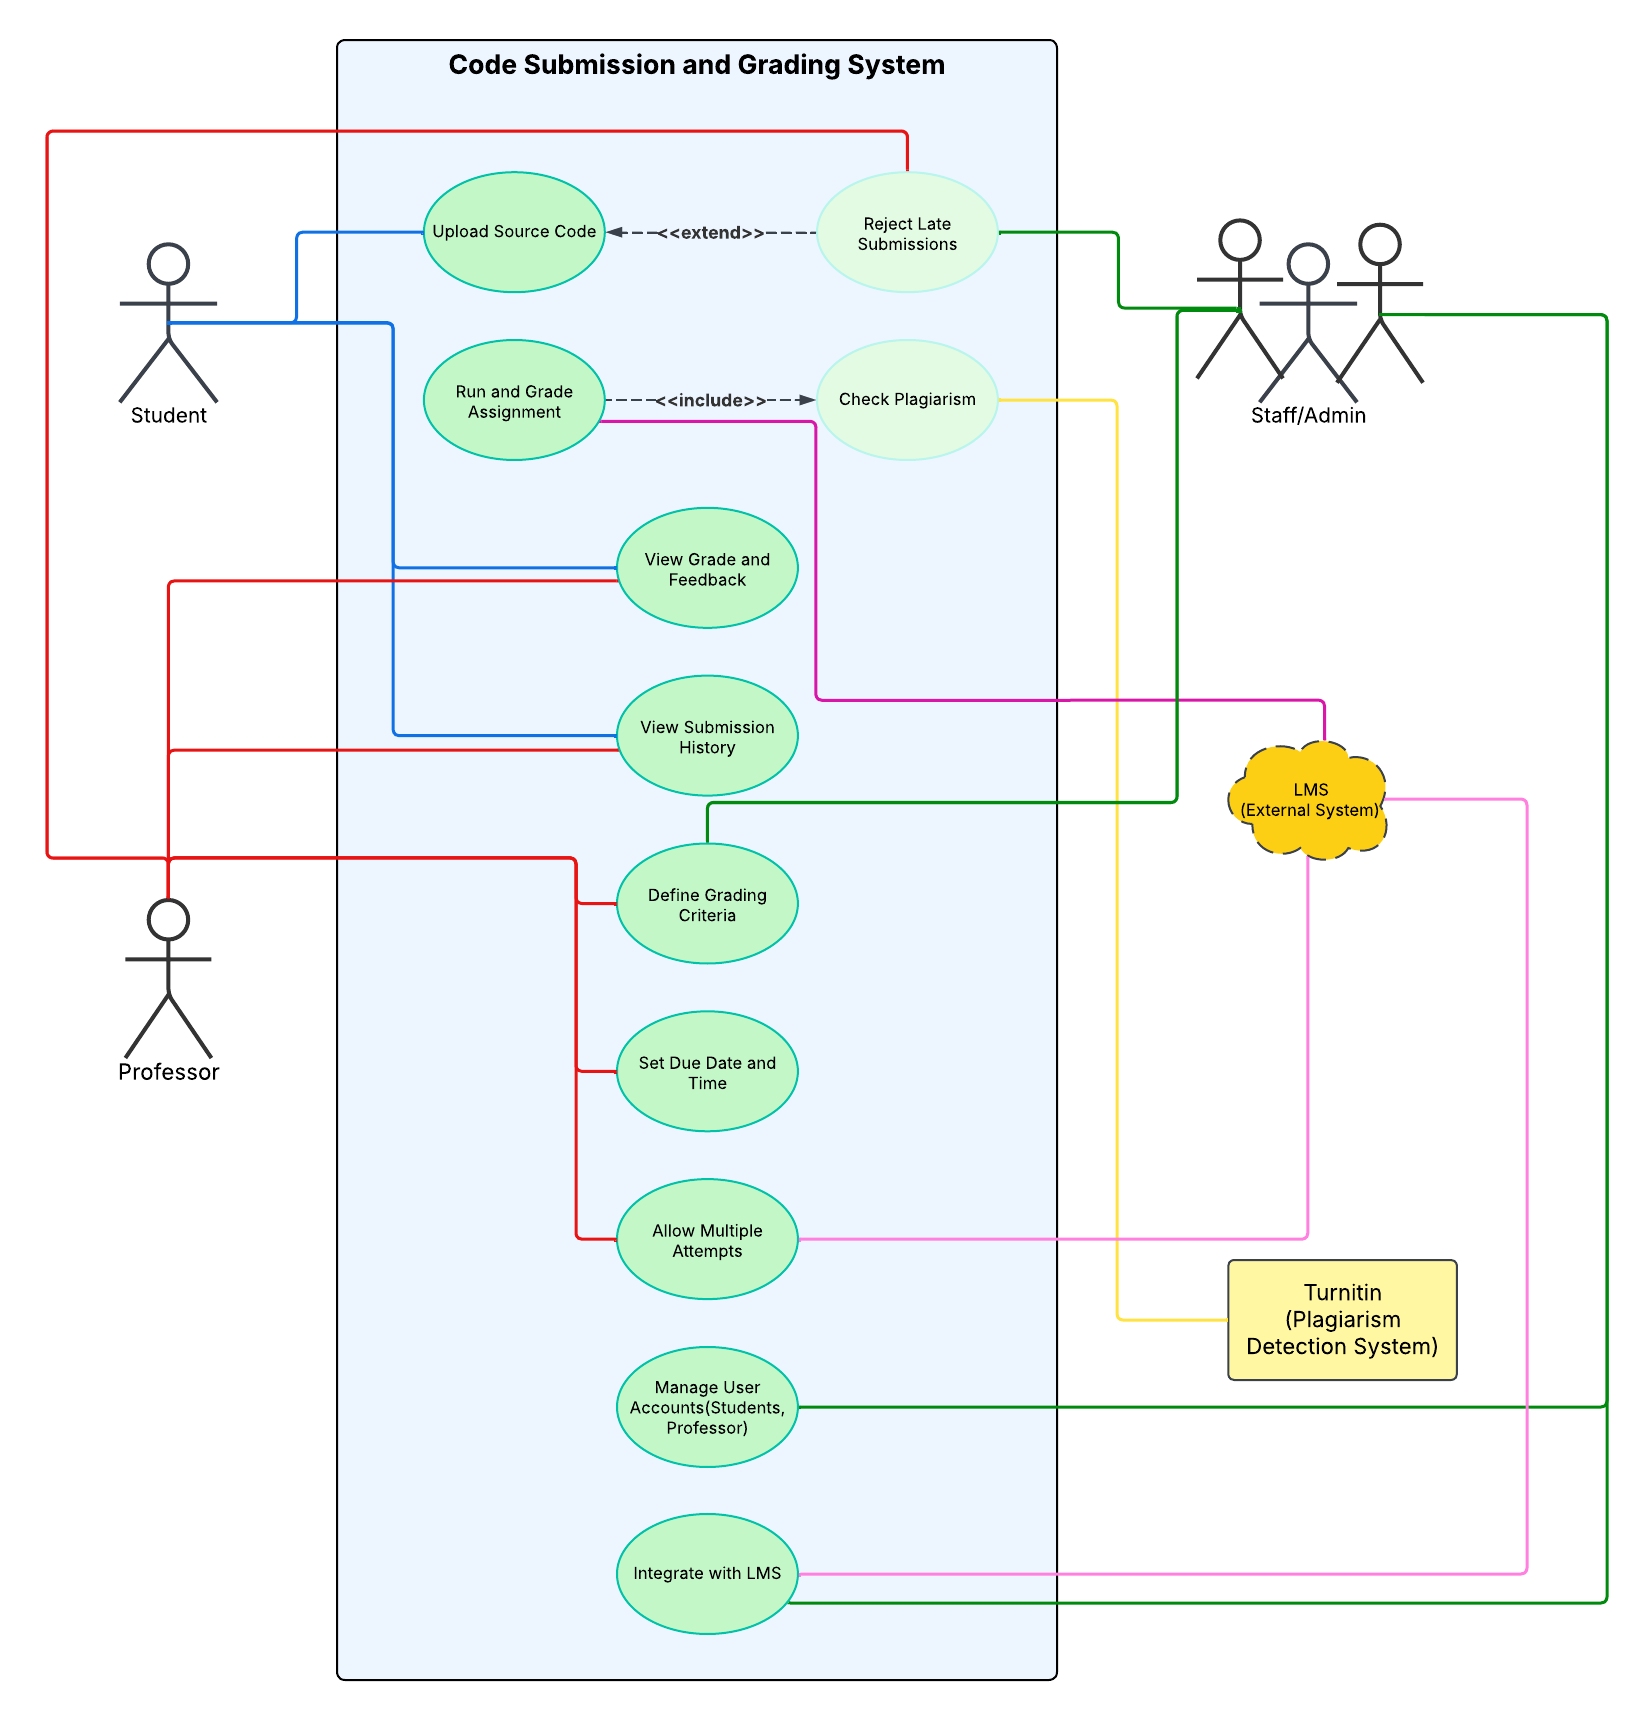 Code Submission and Grading System
Upload Source Code
<<extend>>
Reject Late
Submissions
Student
Staff/Admin
Run and Grade
Assignment
<<include>>
Check Plagiarism
View Grade and
Feedback
View Submission
History
LMS
(External System)
Define Grading
Criteria
Professor
Set Due Date and
Time
Allow Multiple
Attempts
Turnitin
(Plagiarism
Detection System)
Manage User
Accounts(Students,
Professor)
Integrate with LMS